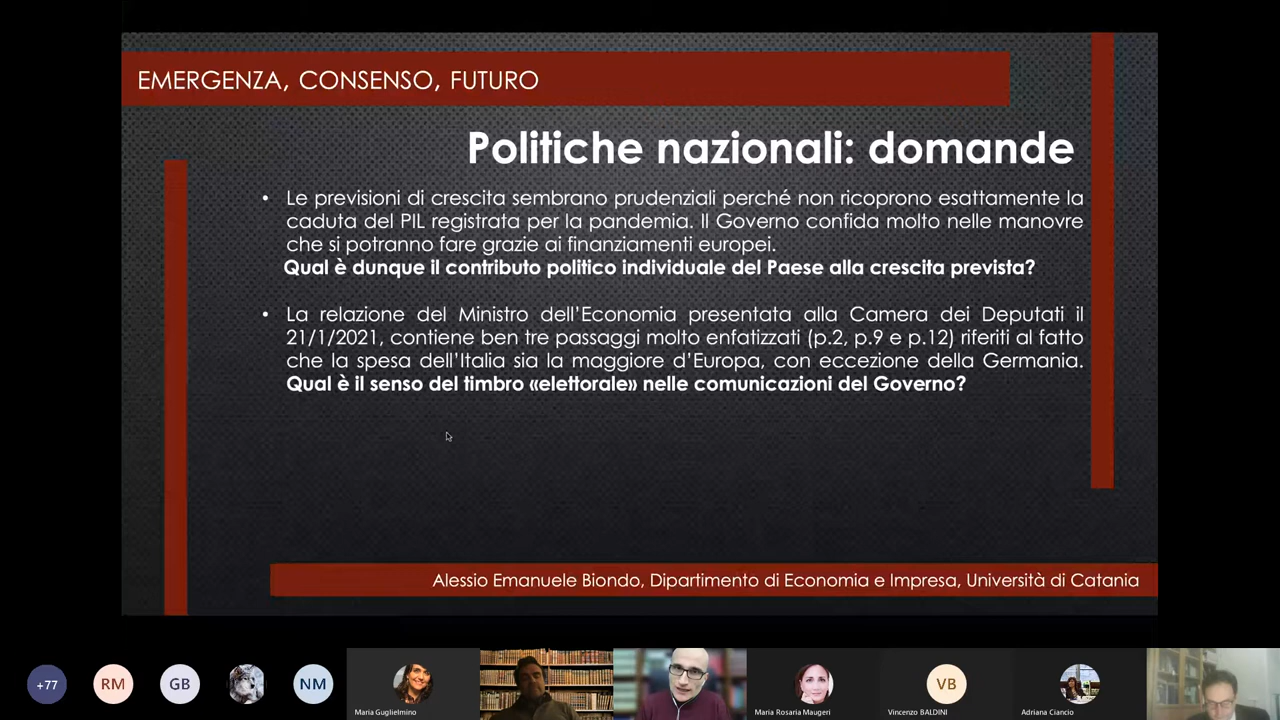 EMERGENZA, CONSENSO, FUTURO
Politiche nazionali: domande
• Le previsioni di crescita sembrano prudenziali perché non ricoprono esattamente la
caduta del PIL registrata per la pandemia. Il Governo confida molto nelle manovre
che si potranno fare grazie ai finanziamenti europei.
Qual è dunque il contributo politico individuale del Paese alla crescita prevista?
• La relazione del Ministro dell’Economia presentata alla Camera dei Deputati il
21/1/2021, contiene ben tre passaggi molto enfatizzati (p.2, p.9 e p.12) riferiti al fatto
che la spesa dell’Italia sia la maggiore d’Europa, con eccezione della Germania.
Qual è il senso del timbro «elettorale» nelle comunicazioni del Governo?
Alessio Emanuele Biondo, Dipartimento di Economia e Impresa, Università di Catania
+77
RM
GB
NM
Maria Guglielmino
Maria Rosaria Maugeri
VB
Vincenzo BALDINI
Adriana Ciancio